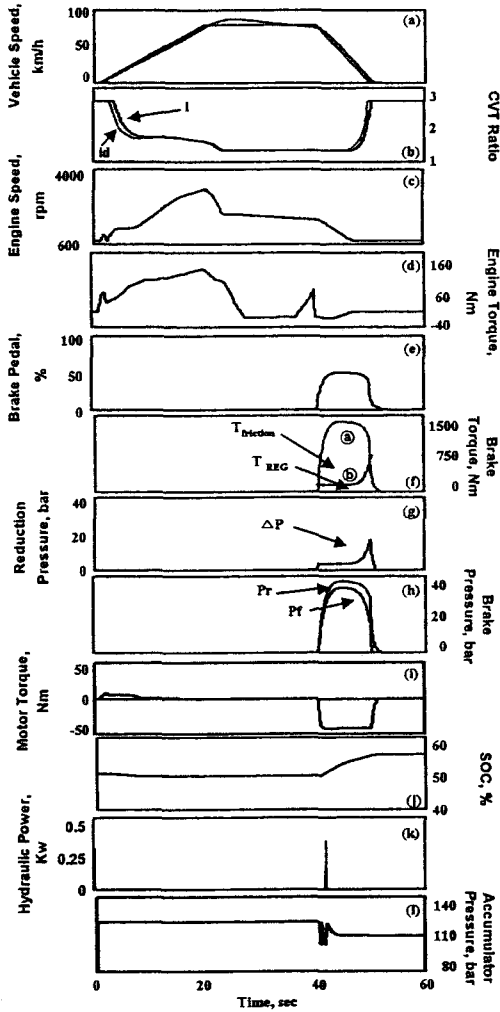 Vehicle Speed, km/h
100
50
0
(a)
CVT Ratio
3
2
1
i
id
(b)
Engine Speed, rpm
4000
600
(c)
Engine Torque, Nm
160
60
-40
(d)
Brake Pedal, %
100
50
0
(e)
Brake Torque, Nm
1500
750
0
T friction
T REG
a
b
(f)
Reduction Pressure, bar
40
20
0
△P
(g)
Brake Pressure, bar
40
20
0
Pr
Pf
(h)
Motor Torque, Nm
50
0
-50
(i)
SOC, %
60
50
40
(j)
Hydraulic Power, Kw
0.5
0.25
0
(k)
Accumulator Pressure, bar
140
110
80
(l)
0 20 40 60
Time, sec